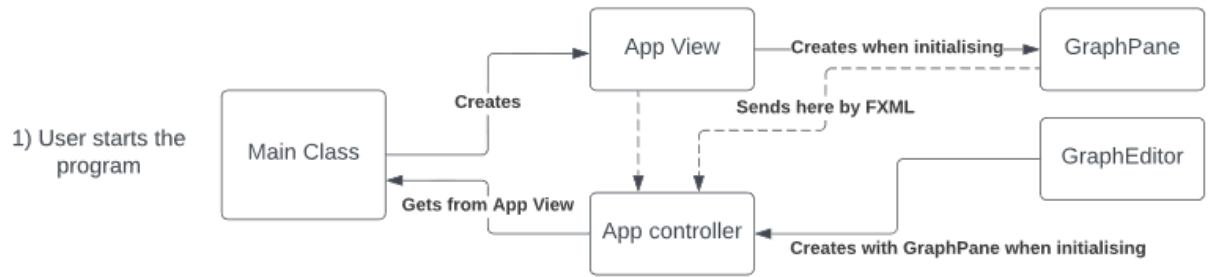 App View
Creates when initialising
GraphPane
Creates
Sends here by FXML
1) User starts the
program
Main Class
GraphEditor
Gets from App View
App controller
Creates with GraphPane when initialising